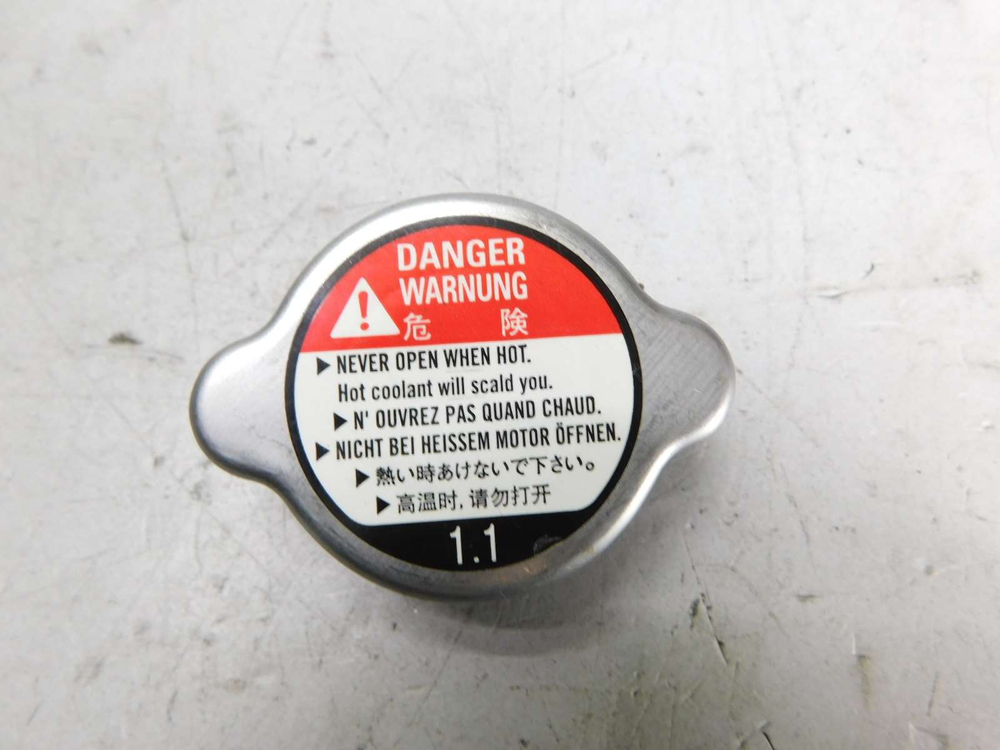 DANGER
WARNUNG
危 険
▶ NEVER OPEN WHEN HOT.
Hot coolant will scald you.
▶ N' OUVREZ PAS QUAND CHAUD.
▶ NICHT BEI HEISSEM MOTOR ÖFFNEN.
▶ 熱い時あけないで下さい。
▶ 高温时, 请勿打开
1.1